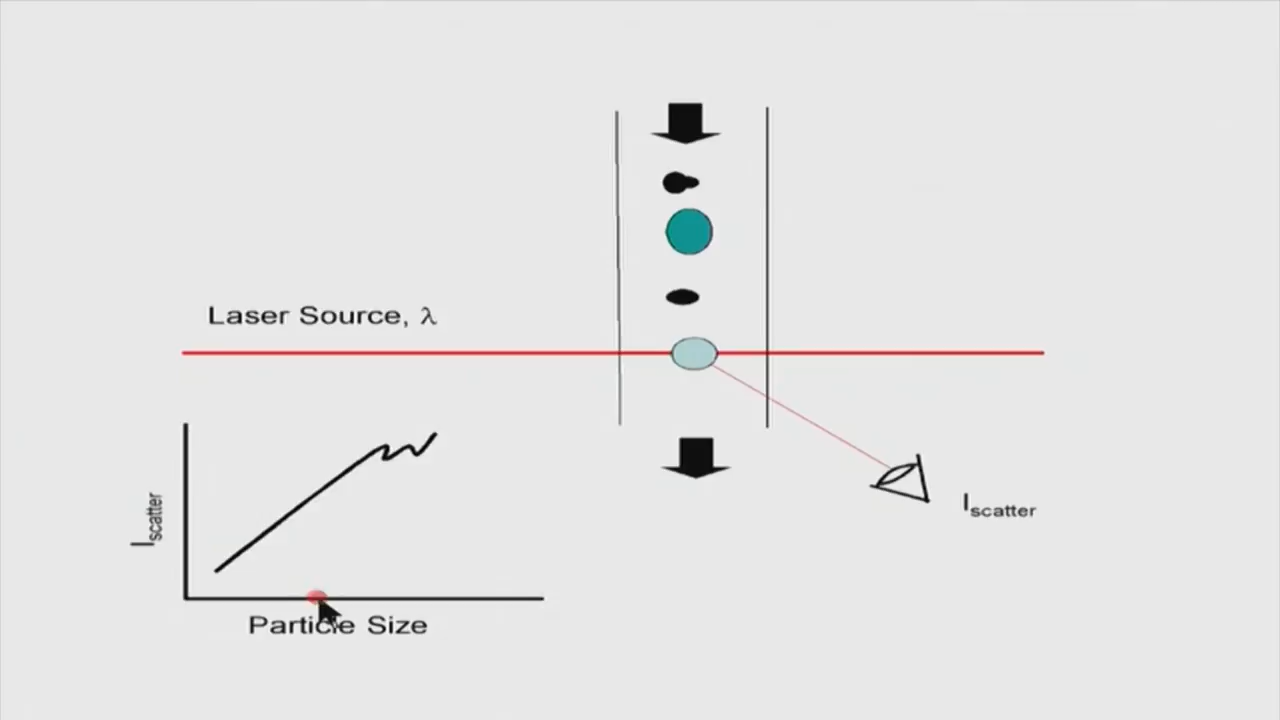 Laser Source, λ
Iscatter
Iscatter
Particle Size